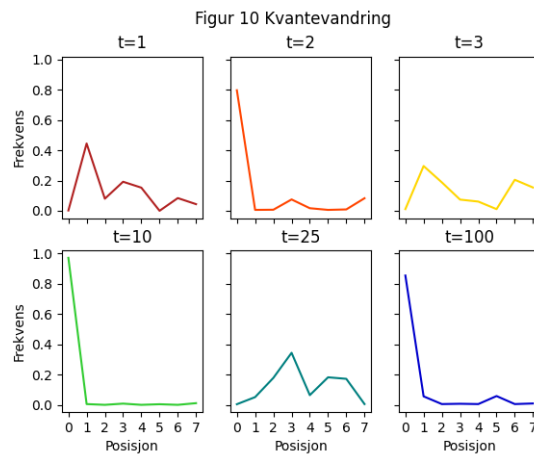 Figur 10 Kvantevandring
t=1 t=2 t=3
1.0
0.8
0.6
0.4
0.2
0.0
Frekvens
t=10 t=25 t=100
1.0
0.8
0.6
0.4
0.2
0.0
Frekvens
0 1 2 3 4 5 6 7 0 1 2 3 4 5 6 7 0 1 2 3 4 5 6 7
Posisjon Posisjon Posisjon